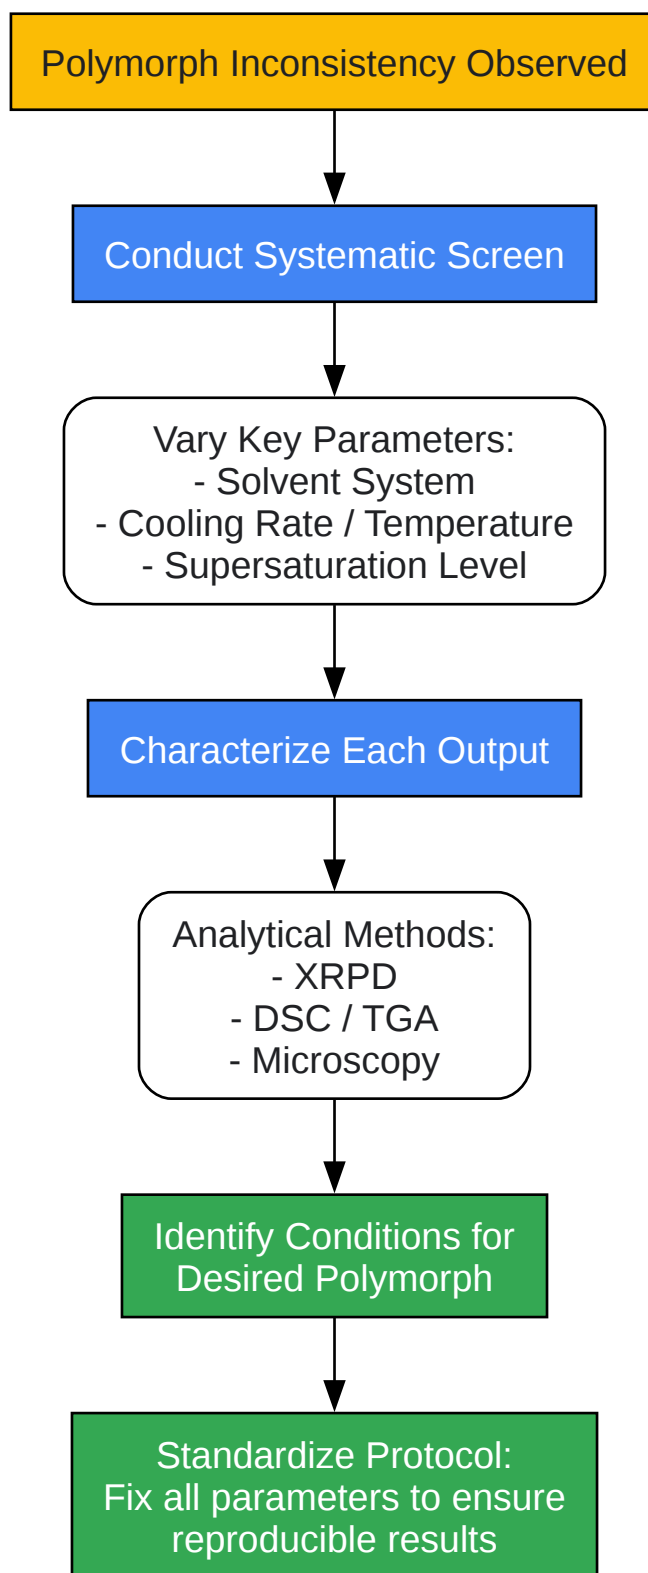 Polymorph Inconsistency Observed
Conduct Systematic Screen
Vary Key Parameters:
- Solvent System
- Cooling Rate / Temperature
- Supersaturation Level
Characterize Each Output
Analytical Methods:
- XRPD
- DSC / TGA
- Microscopy
Identify Conditions for
Desired Polymorph
Standardize Protocol:
Fix all parameters to ensure
reproducible results